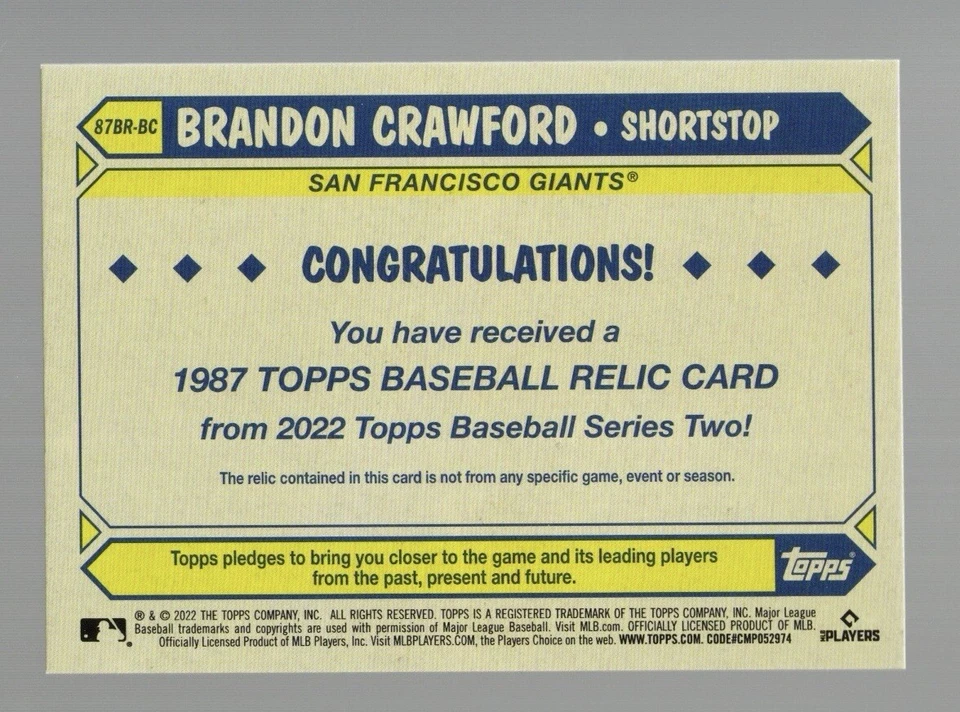 87BR-BC BRANDON CRAWFORD • SHORTSTOP
SAN FRANCISCO GIANTS®
CONGRATULATIONS!
You have received a
1987 TOPPS BASEBALL RELIC CARD
from 2022 Topps Baseball Series Two!
The relic contained in this card is not from any specific game, event or season.
Topps pledges to bring you closer to the game and its leading players
from the past, present and future.
Topps®
® & © 2022 THE TOPPS COMPANY, INC. ALL RIGHTS RESERVED. TOPPS IS A REGISTERED TRADEMARK OF THE TOPPS COMPANY, INC. Major League
Baseball trademarks and copyrights are used with permission of Major League Baseball. Visit MLB.com. OFFICIALLY LICENSED PRODUCT OF MLB.
Officially Licensed Product of MLB Players, Inc. Visit MLBPLAYERS.COM, the Players Choice on the web. WWW.TOPPS.COM. CODE#CMP052974
MLB PLAYERS